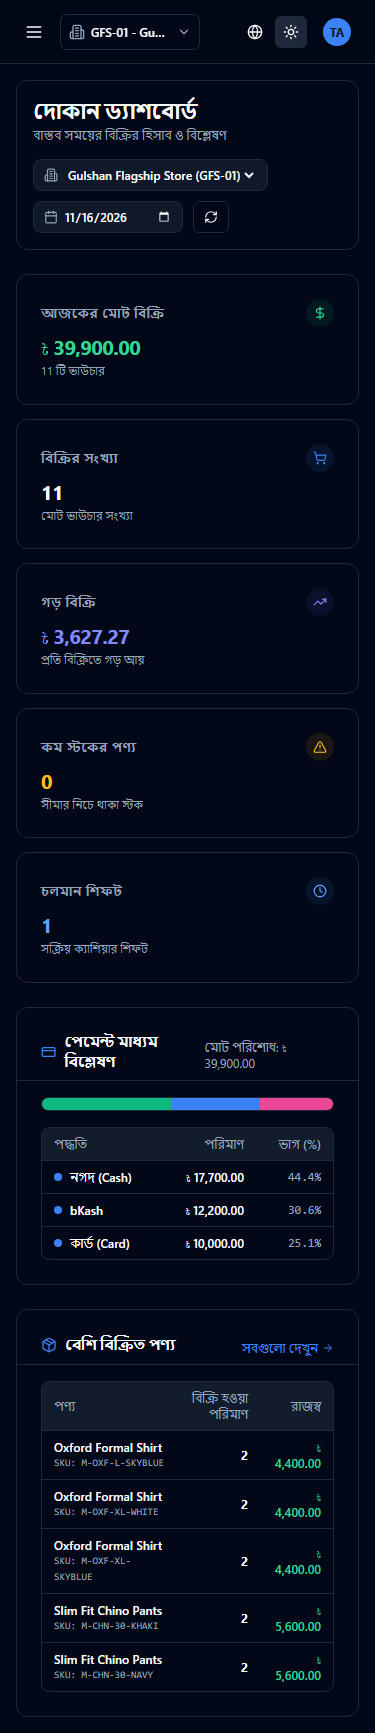 GFS-01 - Gu...
TA
দোকান ড্যাশবোর্ড
বাস্তব সময়ের বিক্রির হিসাব ও বিশ্লেষণ
Gulshan Flagship Store (GFS-01)
11/16/2026
আজকের মোট বিক্রি
৳ 39,900.00
11 টি ভাউচার
বিক্রির সংখ্যা
11
মোট ভাউচার সংখ্যা
গড় বিক্রি
৳ 3,627.27
প্রতি বিক্রিতে গড় আয়
কম স্টকের পণ্য
0
সীমার নিচে থাকা স্টক
চলমান শিফট
1
সক্রিয় ক্যাশিয়ার শিফট
পেমেন্ট মাধ্যম
বিশ্লেষণ
মোট পরিশোধ: ৳
39,900.00
পদ্ধতি পরিমাণ ভাগ (%)
নগদ (Cash) ৳ 17,700.00 44.4%
bKash ৳ 12,200.00 30.6%
কার্ড (Card) ৳ 10,000.00 25.1%
বেশি বিক্রিত পণ্য সবগুলো দেখুন →
পণ্য বিক্রি হওয়া পরিমাণ রাজস্ব
Oxford Formal Shirt
SKU: M-OXF-L-SKYBLUE
2
৳
4,400.00
Oxford Formal Shirt
SKU: M-OXF-XL-WHITE
2
৳
4,400.00
Oxford Formal Shirt
SKU: M-OXF-XL-
SKYBLUE
2
৳
4,400.00
Slim Fit Chino Pants
SKU: M-CHN-30-KHAKI
2
৳
5,600.00
Slim Fit Chino Pants
SKU: M-CHN-30-NAVY
2
৳
5,600.00